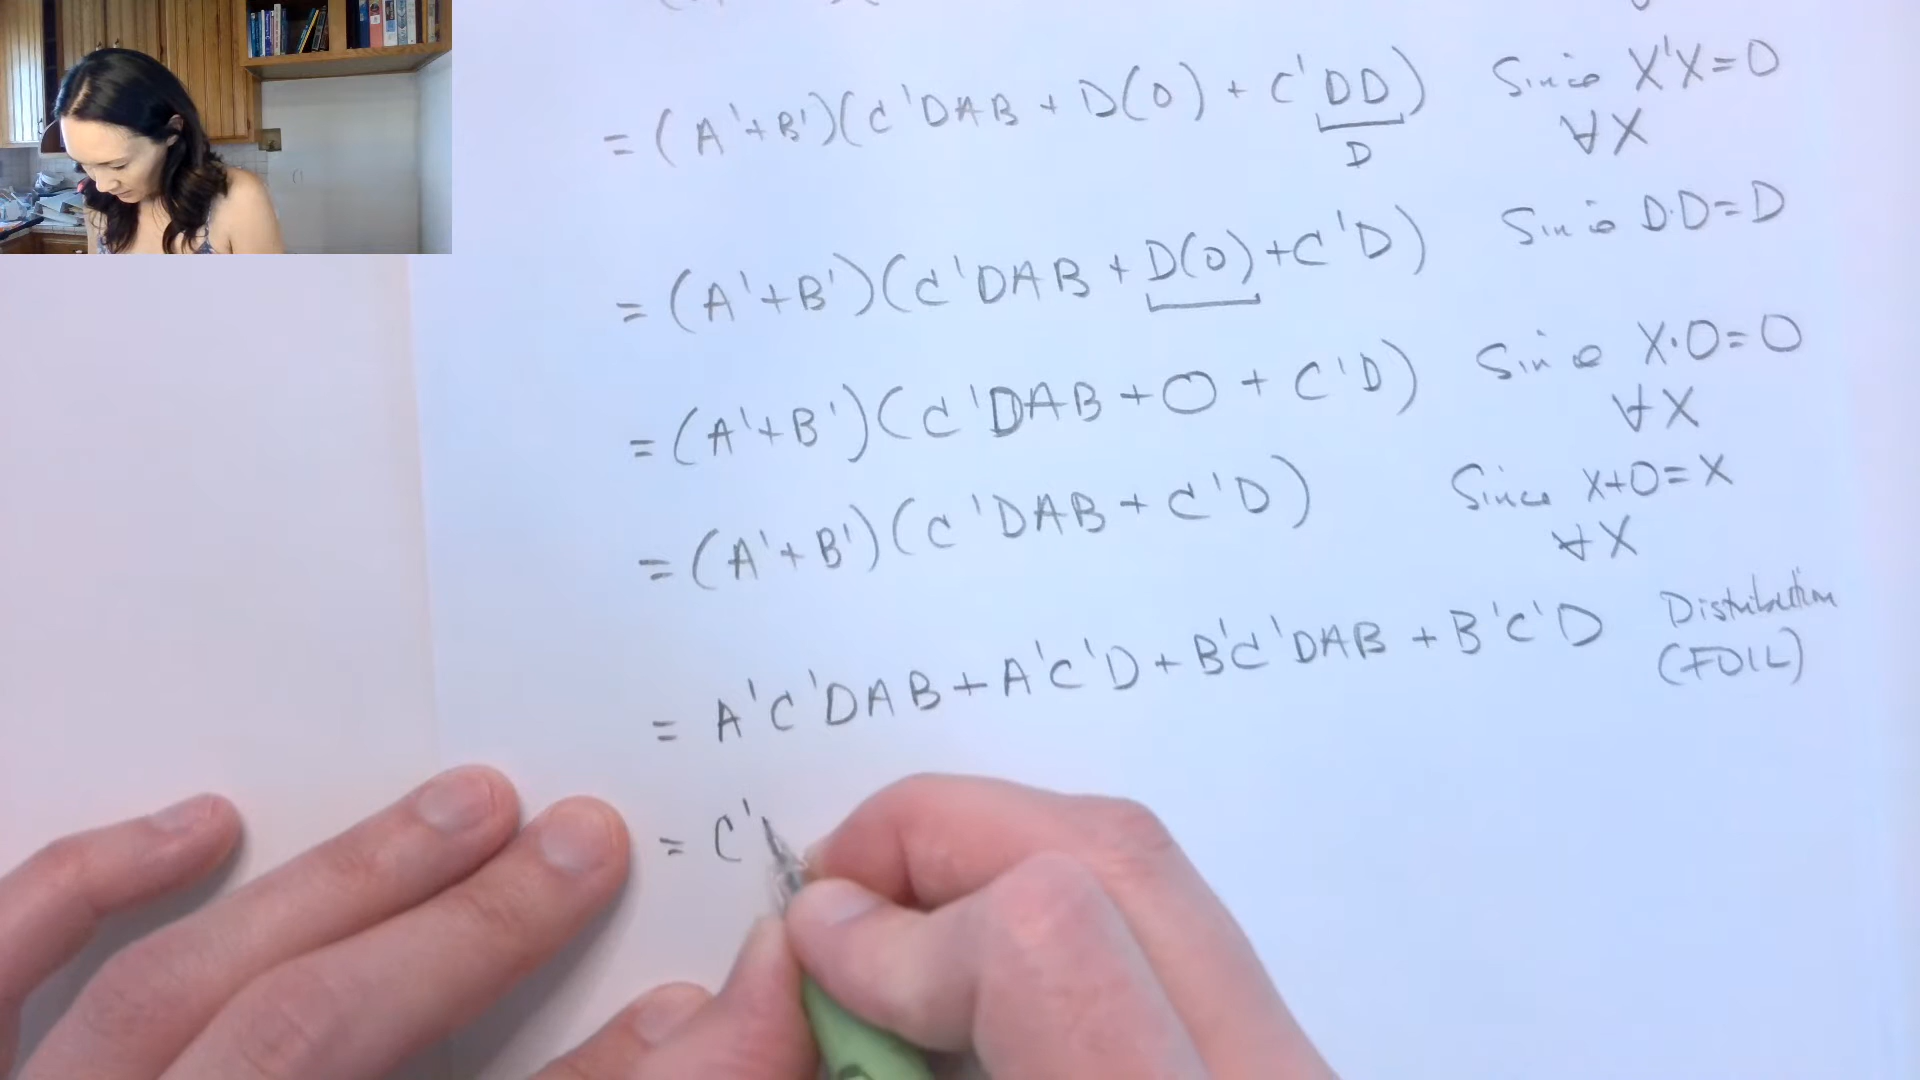 = (A'+B')(C'DAB + D(0) + C'DD) Since X'X=0
D ∀X
= (A'+B')(C'DAB + D(0) + C'D) Since D·D=D
= (A'+B')(C'DAB + 0 + C'D) Since X·0=0
∀X
= (A'+B')(C'DAB + C'D) Since X+0=X
∀X
= A'C'DAB + A'C'D + B'C'DAB + B'C'D Distribution
(FOIL)
= C'